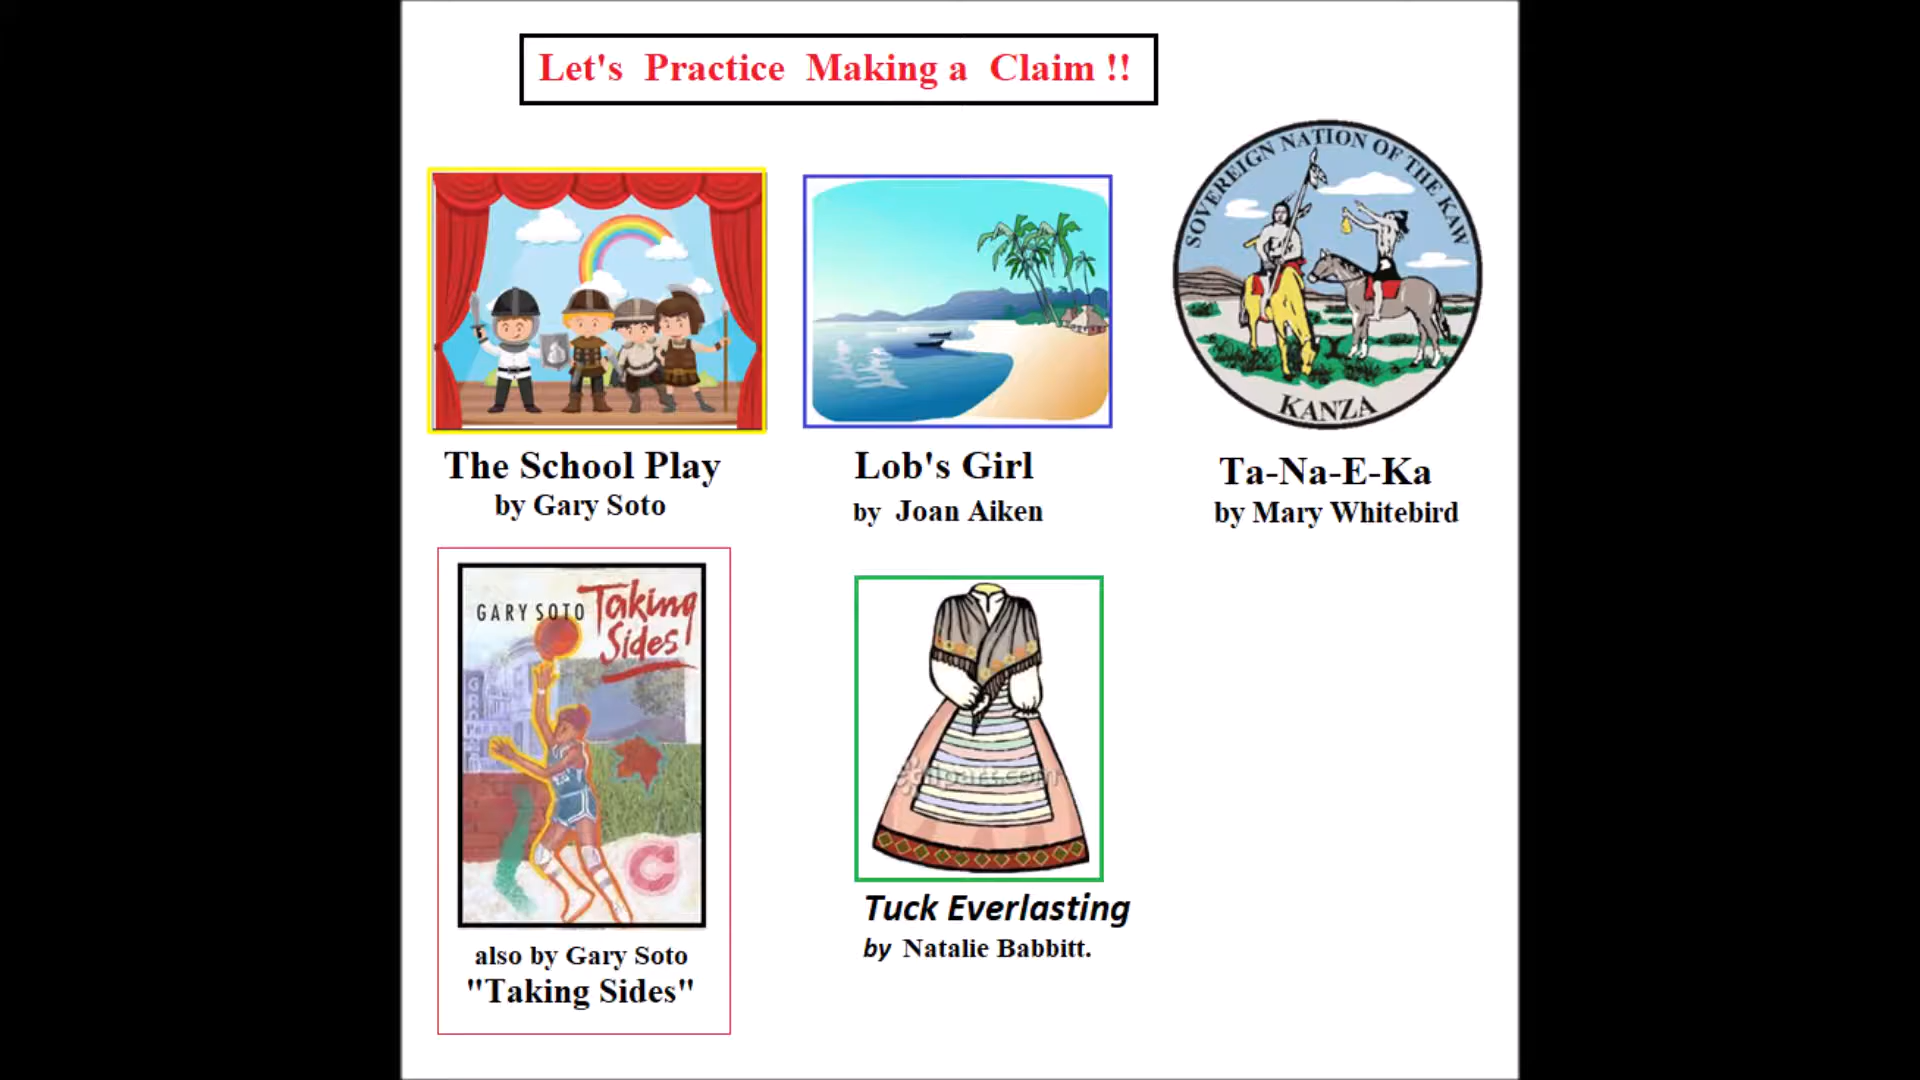 Let's Practice Making a Claim !!
SOVEREIGN NATION OF THE KAW
KANZA
The School Play
by Gary Soto
Lob's Girl
by Joan Aiken
Ta-Na-E-Ka
by Mary Whitebird
GARY SOTO
Taking
Sides
C
also by Gary Soto
"Taking Sides"
clipart.com
Tuck Everlasting
by Natalie Babbitt.